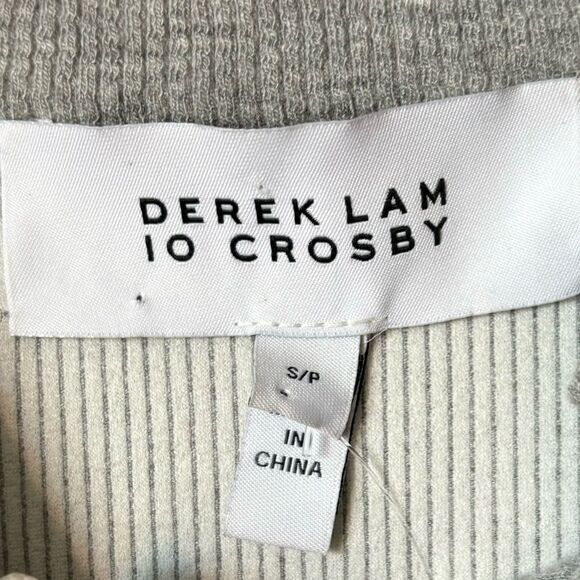 DEREK LAM
10 CROSBY
S/P
IN
CHINA